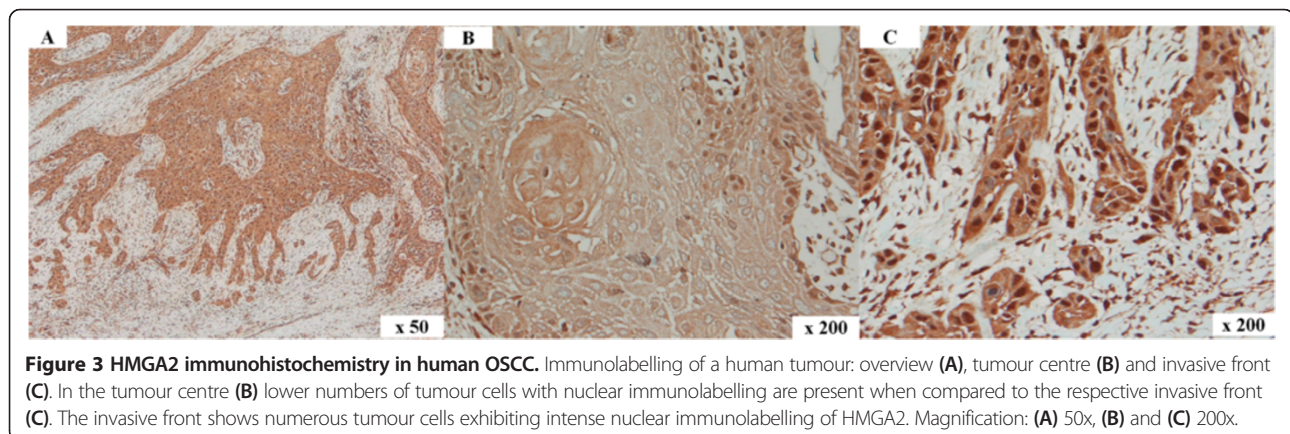 A
B
C
x 50
x 200
x 200
Figure 3 HMGA2 immunohistochemistry in human OSCC. Immunolabelling of a human tumour: overview (A), tumour centre (B) and invasive front
(C). In the tumour centre (B) lower numbers of tumour cells with nuclear immunolabelling are present when compared to the respective invasive front
(C). The invasive front shows numerous tumour cells exhibiting intense nuclear immunolabelling of HMGA2. Magnification: (A) 50x, (B) and (C) 200x.